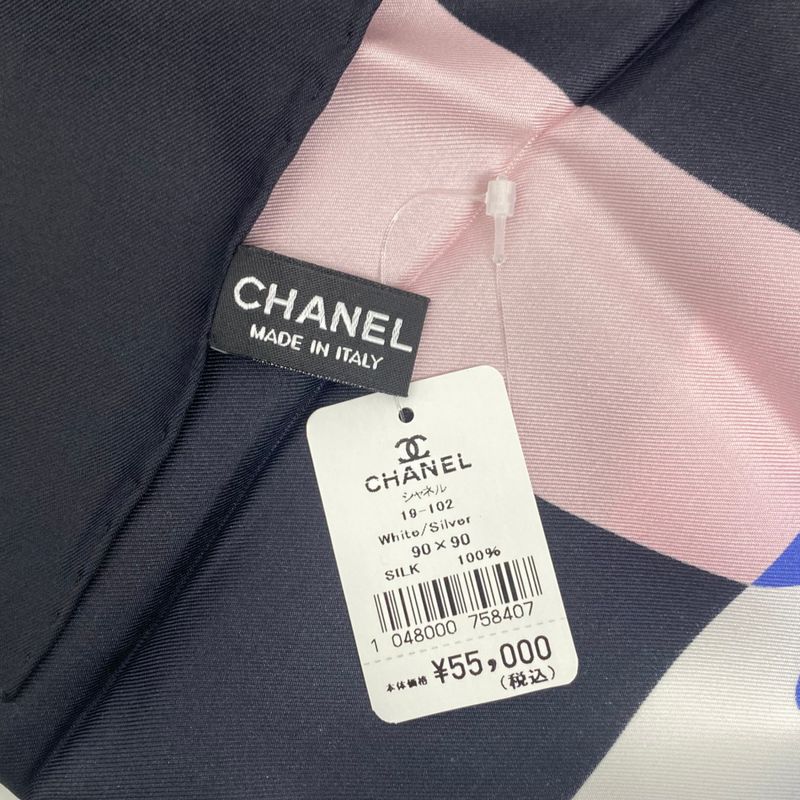 CHANEL
MADE IN ITALY
CHANEL
シャネル
19-102
White/Silver
90×90
SILK 100%
1 048000 758407
本体価格 ¥55,000
(税込)